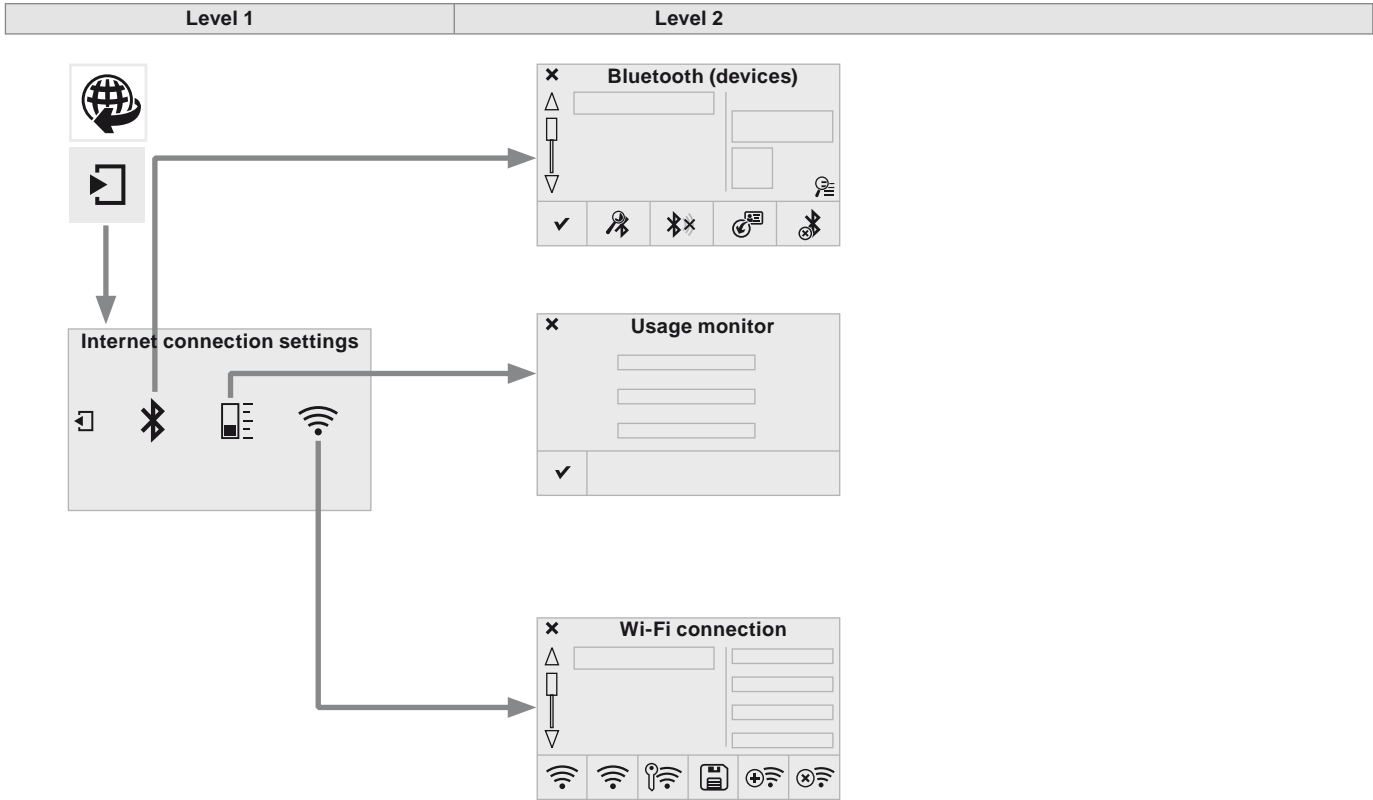 Level 1
Level 2
Bluetooth (devices)
Internet connection settings
Usage monitor
Wi-Fi connection